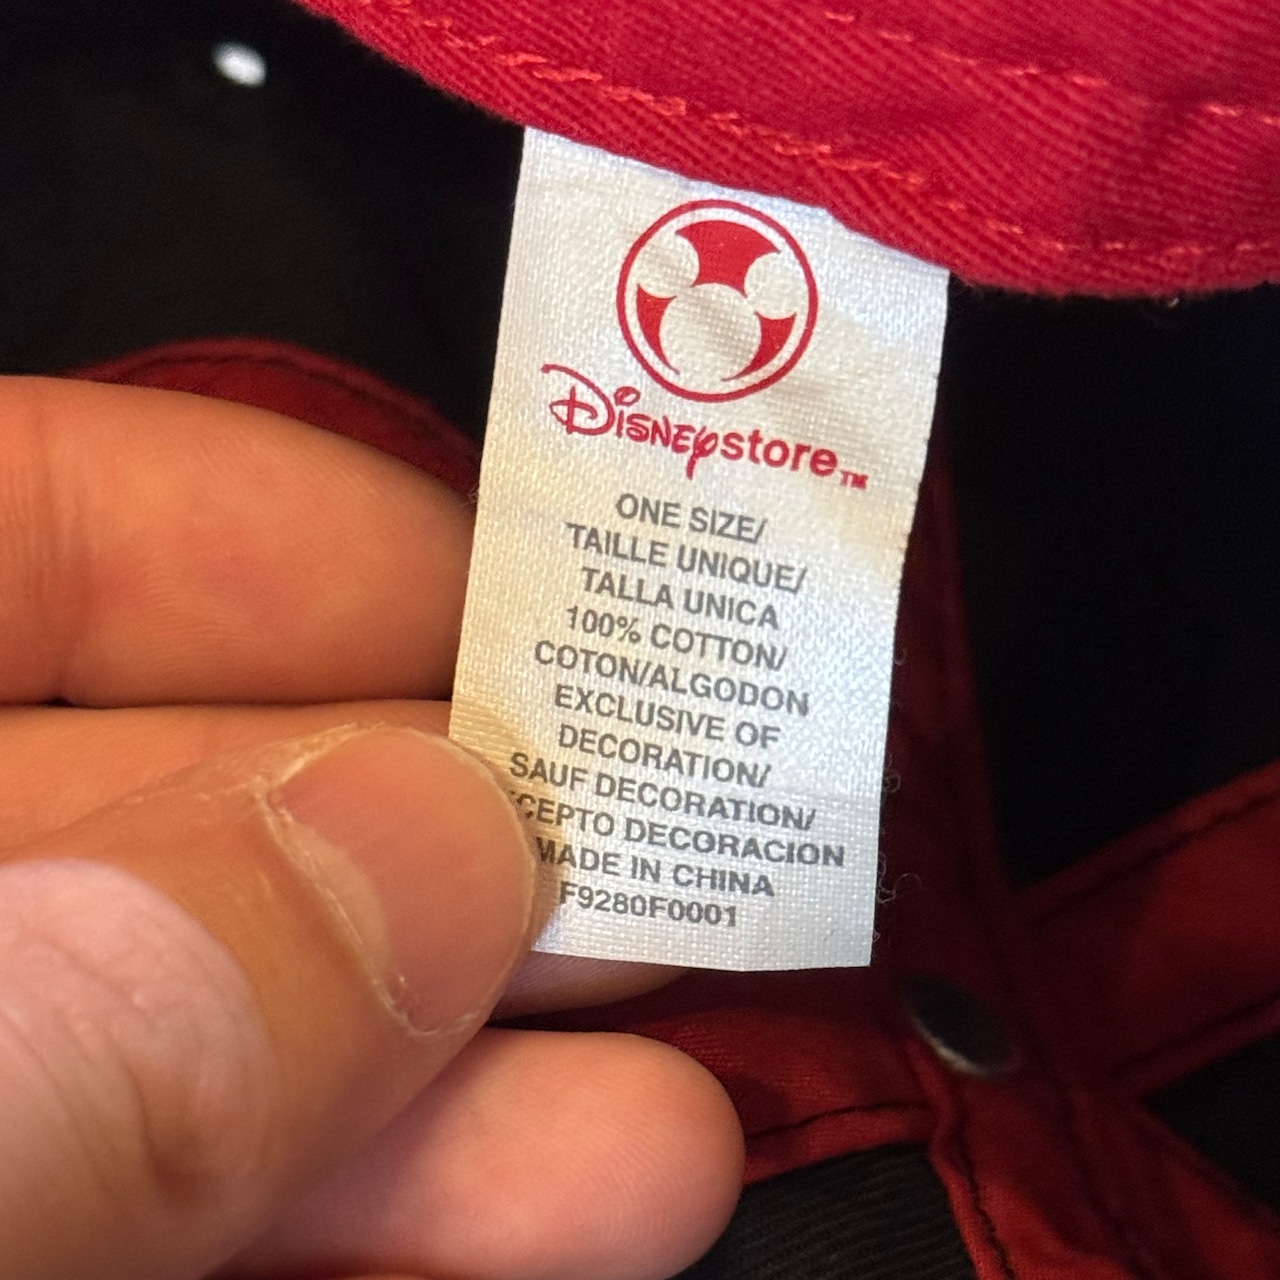 Disneystore™
ONE SIZE/
TAILLE UNIQUE/
TALLA UNICA
100% COTTON/
COTON/ALGODON
EXCLUSIVE OF
DECORATION/
SAUF DECORATION/
CEPTO DECORACION
MADE IN CHINA
F9280F0001